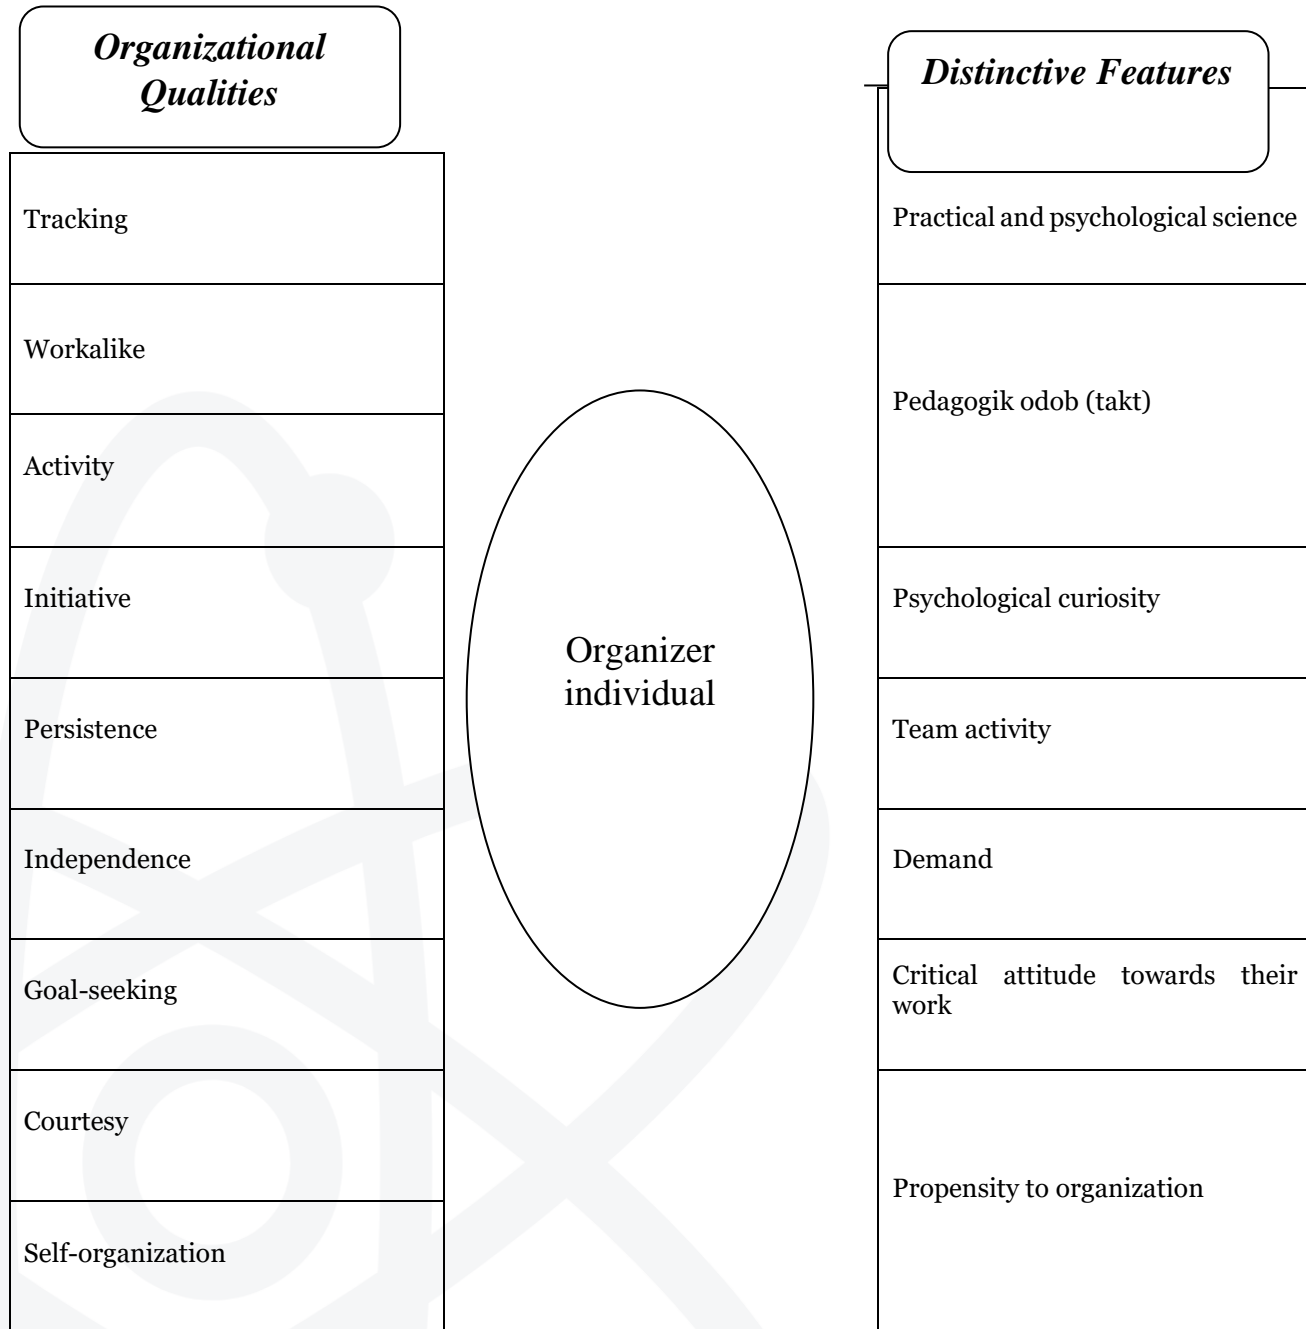 Organizational
Qualities
Tracking
Workalike
Activity
Initiative
Persistence
Independence
Goal-seeking
Courtesy
Self-organization
Organizer
individual
Distinctive Features
Practical and psychological science
Pedagogik odob (takt)
Psychological curiosity
Team activity
Demand
Critical attitude towards their
work
Propensity to organization